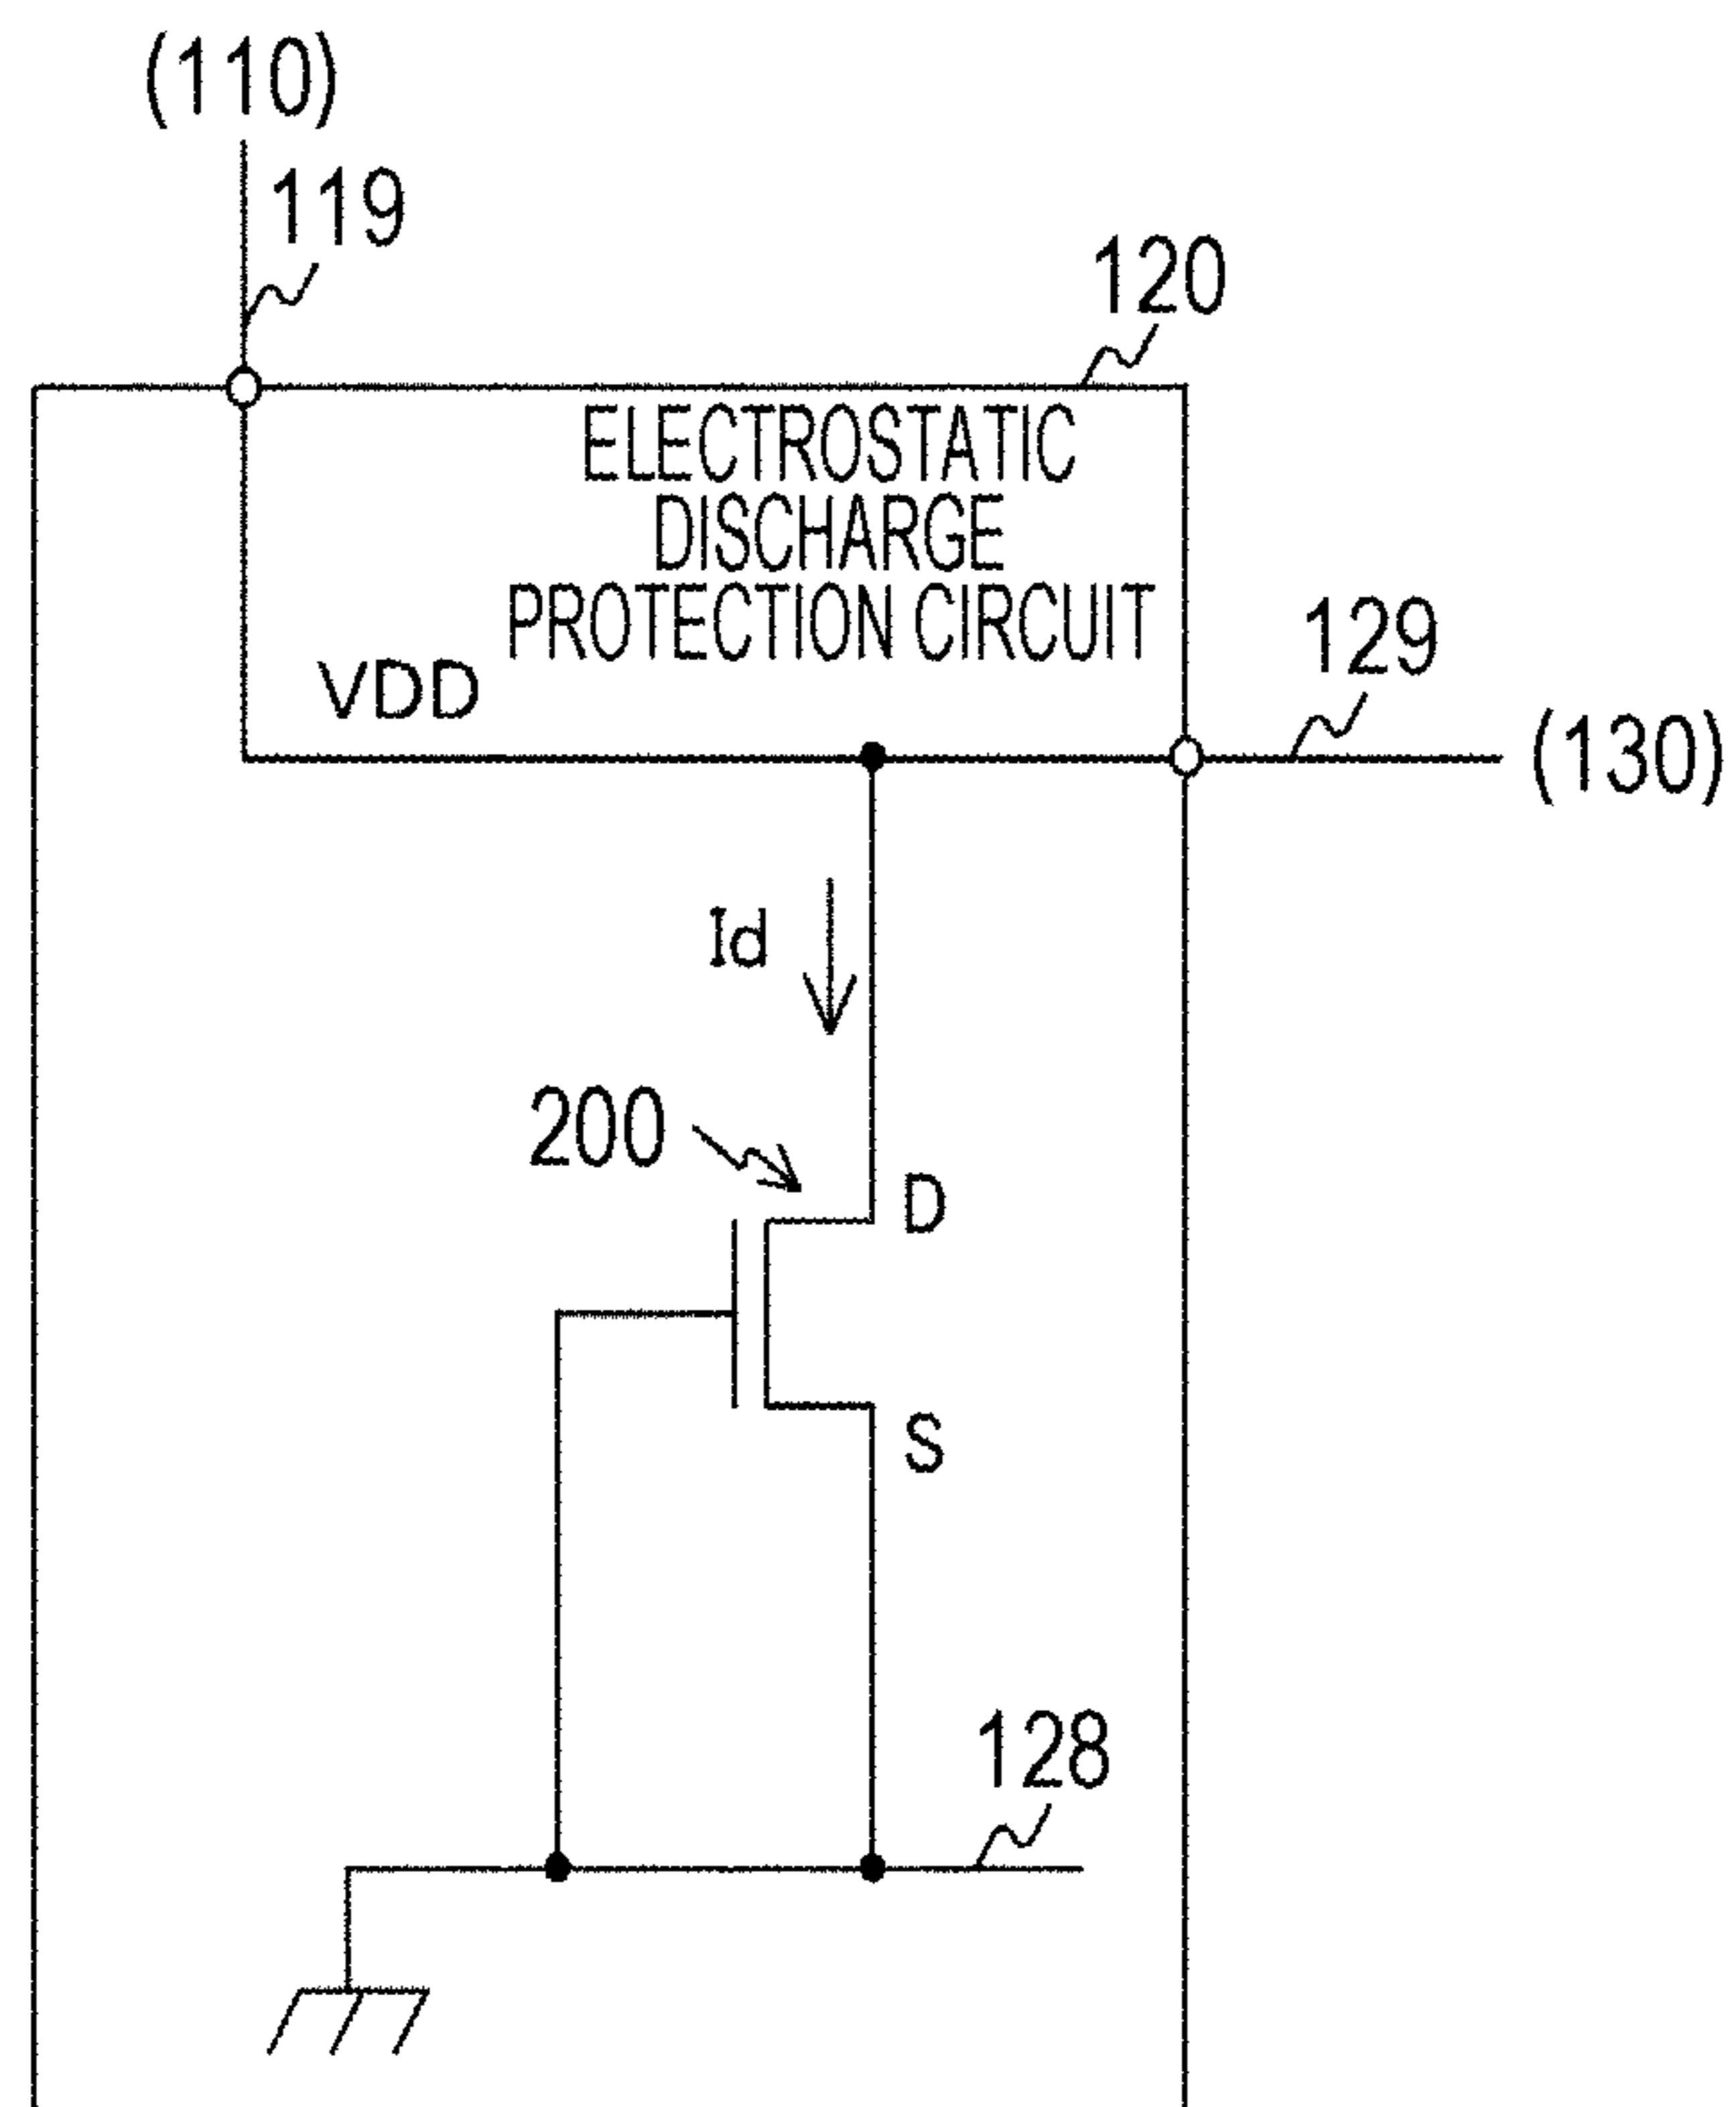 (110)
119
120
ELECTROSTATIC
DISCHARGE
PROTECTION CIRCUIT
129
VDD
(130)
Id
200
D
S
128